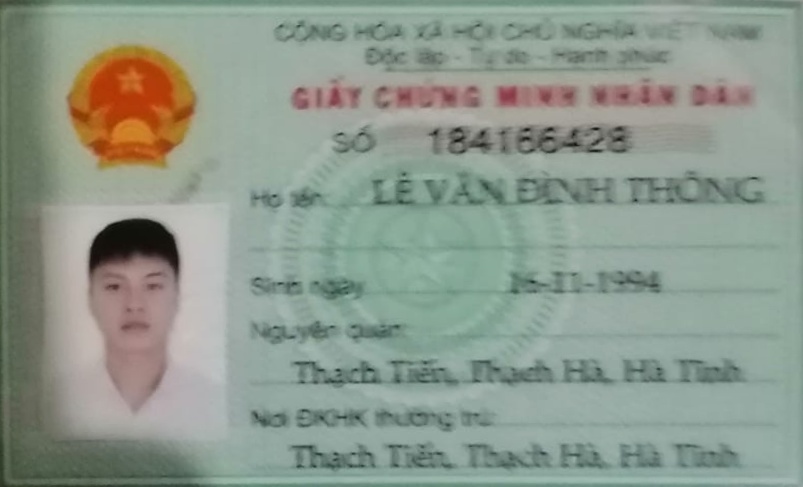 CỘNG HÒA XÃ HỘI CHỦ NGHĨA VIỆT NAM
Độc lập - Tự do - Hạnh phúc
GIẤY CHỨNG MINH NHÂN DÂN
SỐ 184166428
Họ tên: LÊ VĂN ĐÌNH THÔNG
Sinh ngày 16-11-1994
Nguyên quán:
Thạch Tiến, Thạch Hà, Hà Tĩnh
Nơi ĐKHK thường trú:
Thạch Tiến, Thạch Hà, Hà Tĩnh